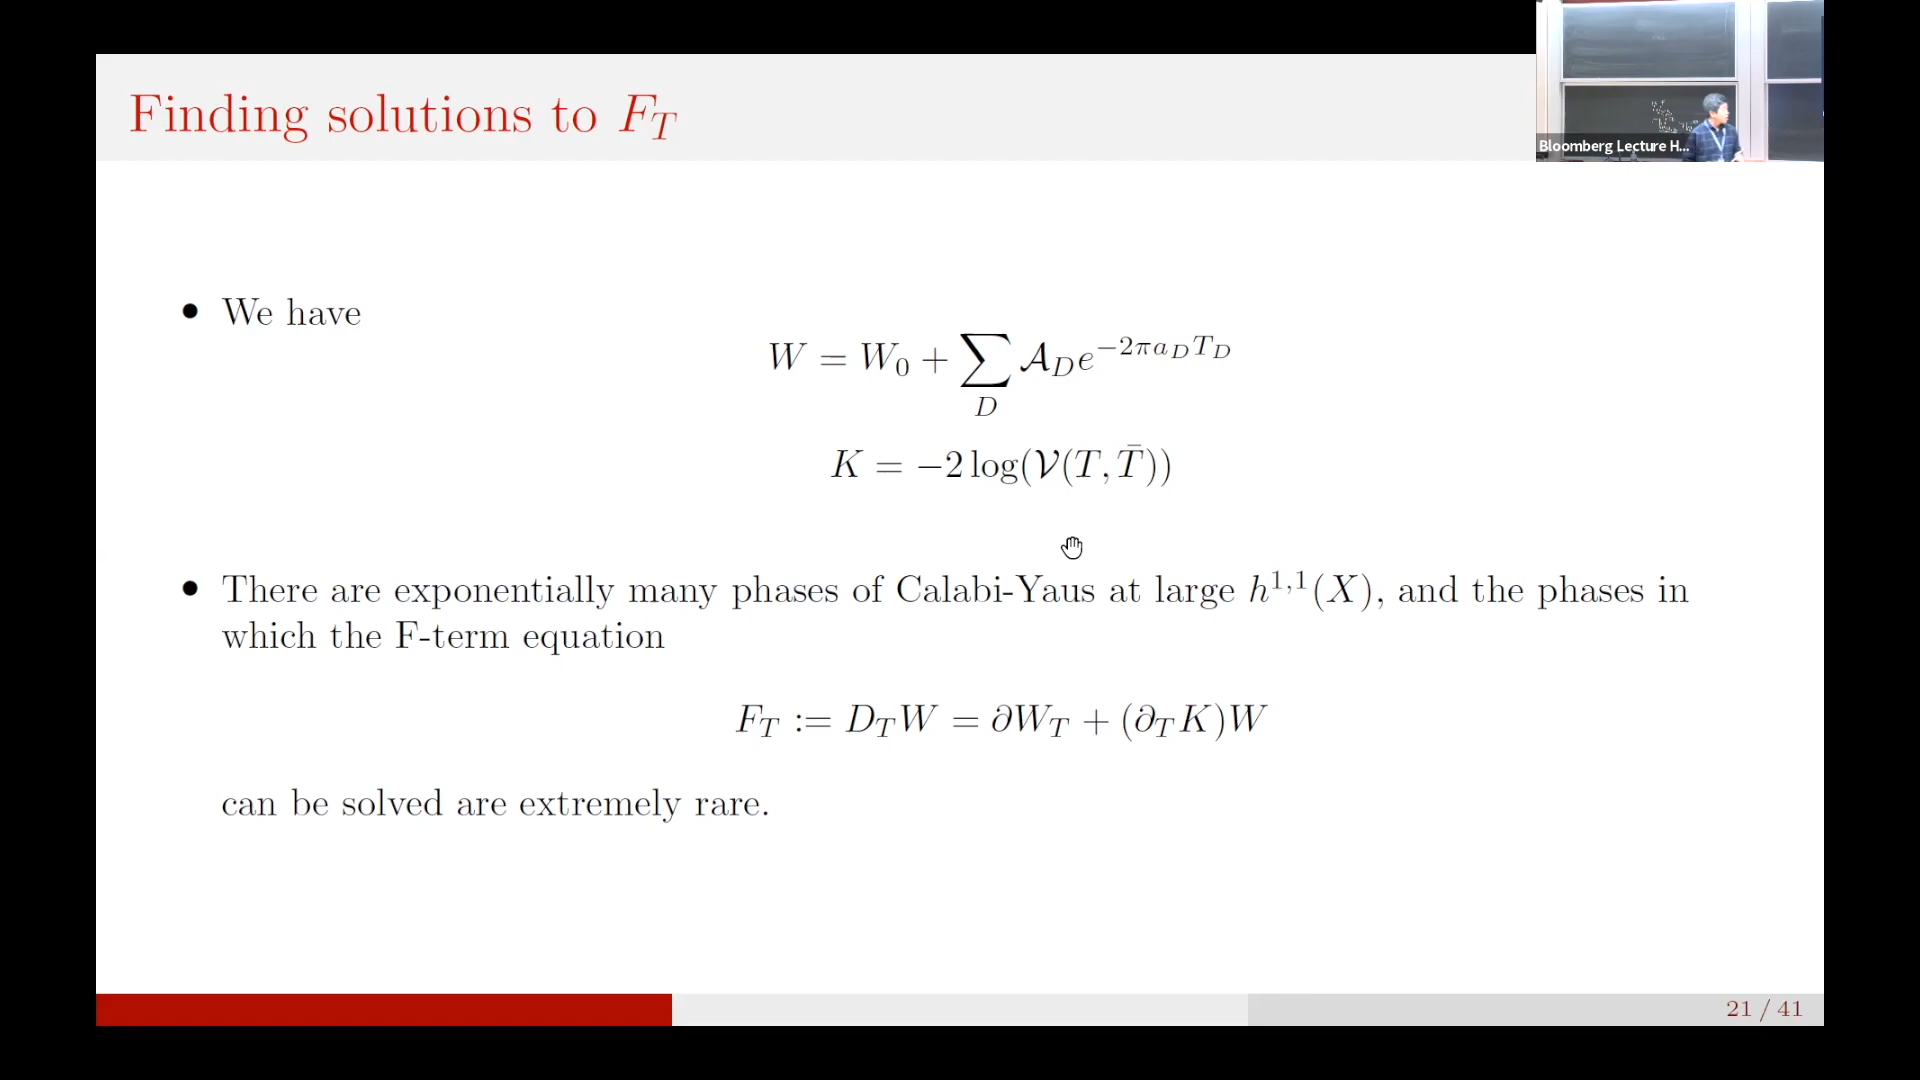 Finding solutions to F_T
Bloomberg Lecture H...
• We have
W = W_0 + \sum_D \mathcal{A}_D e^{-2\pi a_D T_D}
K = -2 \log(\mathcal{V}(T, \bar{T}))
• There are exponentially many phases of Calabi-Yaus at large h^{1,1}(X), and the phases in
which the F-term equation
F_T := D_T W = \partial W_T + (\partial_T K)W
can be solved are extremely rare.
21 / 41